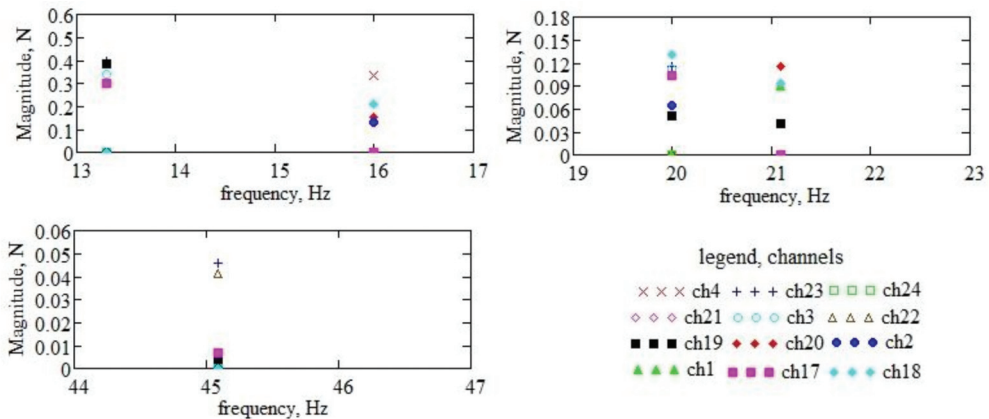 Magnitude, N
0.6
0.5
0.4
0.3
0.2
0.1
0
13 14 15 16 17
frequency, Hz
Magnitude, N
0.18
0.15
0.12
0.09
0.06
0.03
0
19 20 21 22 23
frequency, Hz
Magnitude, N
0.06
0.05
0.04
0.03
0.02
0.01
0
44 45 46 47
frequency, Hz
legend, channels
ch4 ch23 ch24
ch21 ch3 ch22
ch19 ch20 ch2
ch1 ch17 ch18